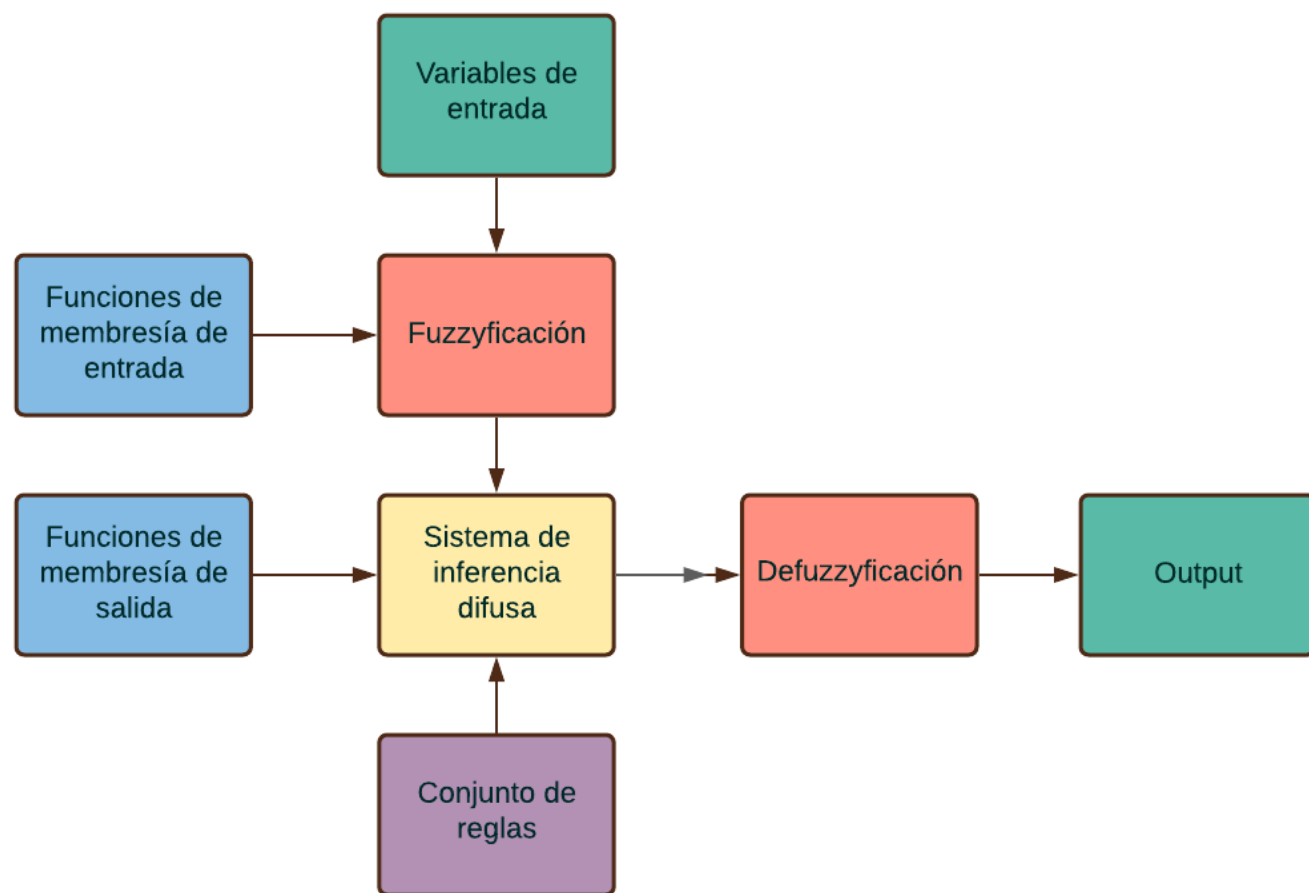 Variables de
entrada
Funciones de
membresía de
entrada
Fuzzyficación
Funciones de
membresía de
salida
Sistema de
inferencia
difusa
Defuzzyficación
Output
Conjunto de
reglas